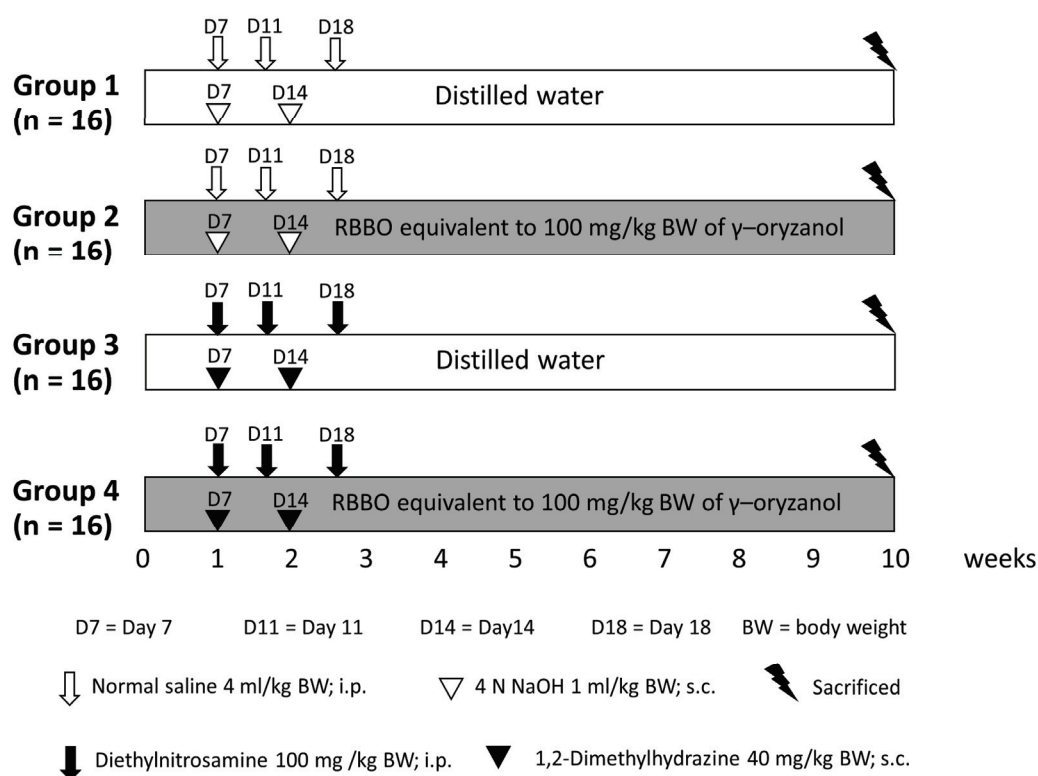 D7 D11 D18
Group 1
(n = 16)
D7 D14
Distilled water
D7 D11 D18
Group 2
(n = 16)
D7 D14
RBBO equivalent to 100 mg/kg BW of γ–oryzanol
D7 D11 D18
Group 3
(n = 16)
D7 D14
Distilled water
D7 D11 D18
Group 4
(n = 16)
D7 D14
RBBO equivalent to 100 mg/kg BW of γ–oryzanol
0 1 2 3 4 5 6 7 8 9 10 weeks
D7 = Day 7 D11 = Day 11 D14 = Day14 D18 = Day 18 BW = body weight
Normal saline 4 ml/kg BW; i.p. 4 N NaOH 1 ml/kg BW; s.c. Sacrificed
Diethylnitrosamine 100 mg /kg BW; i.p. 1,2-Dimethylhydrazine 40 mg/kg BW; s.c.